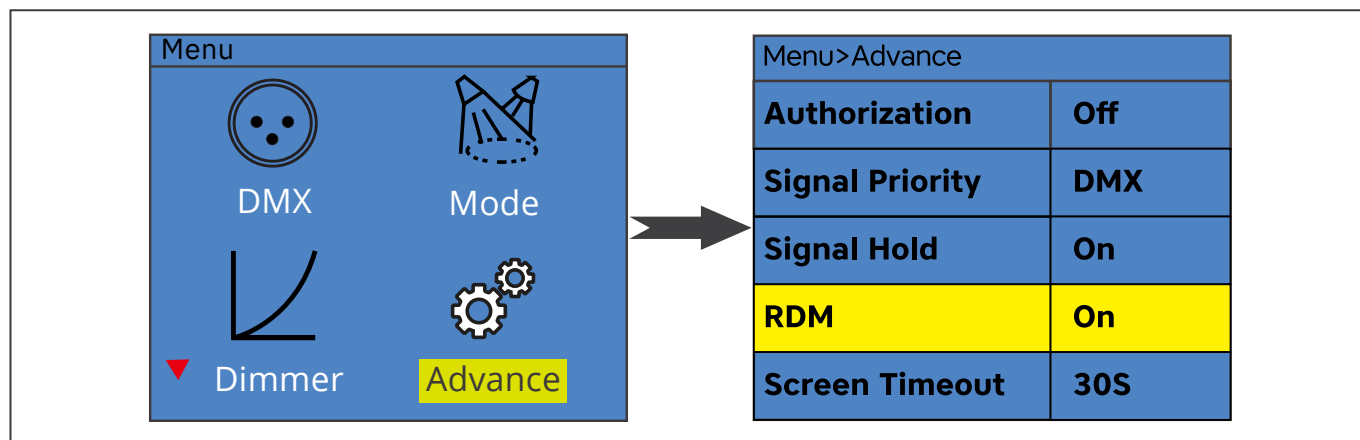 Menu
DMX Mode
Dimmer Advance
Menu>Advance
Authorization Off
Signal Priority DMX
Signal Hold On
RDM On
Screen Timeout 30S